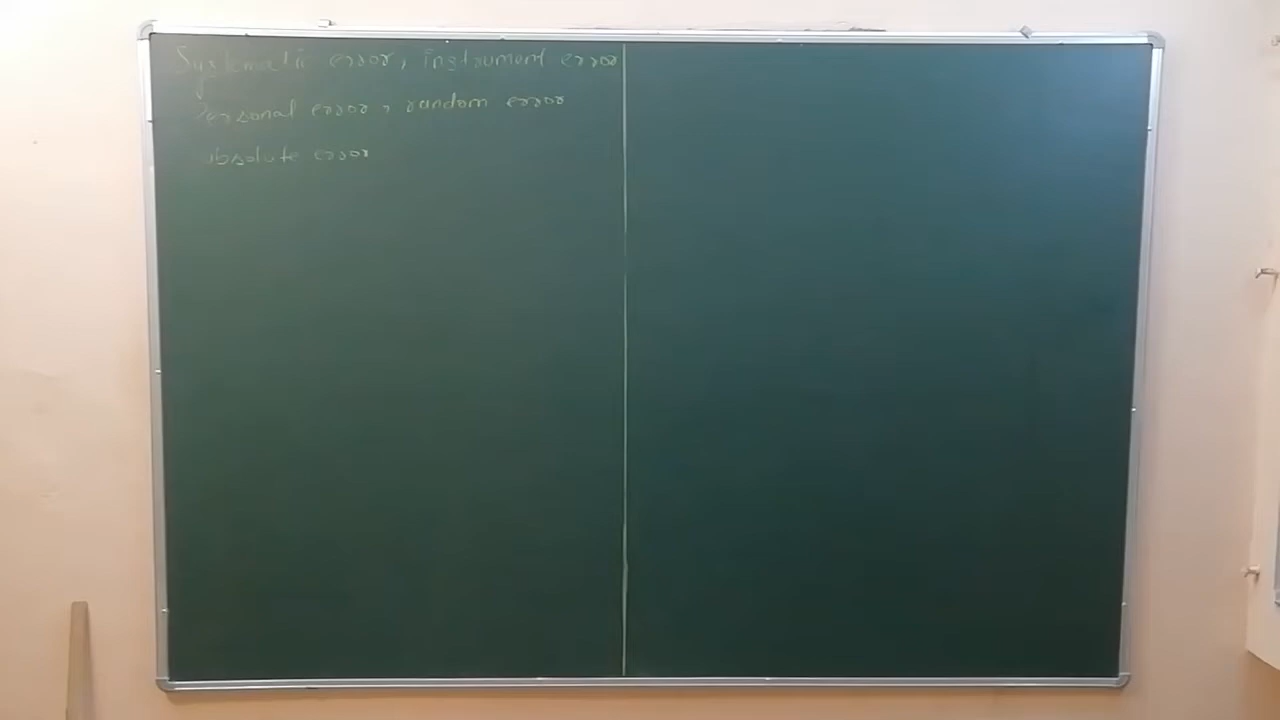 Systematic error, instrument error
Personal error, random error
absolute error